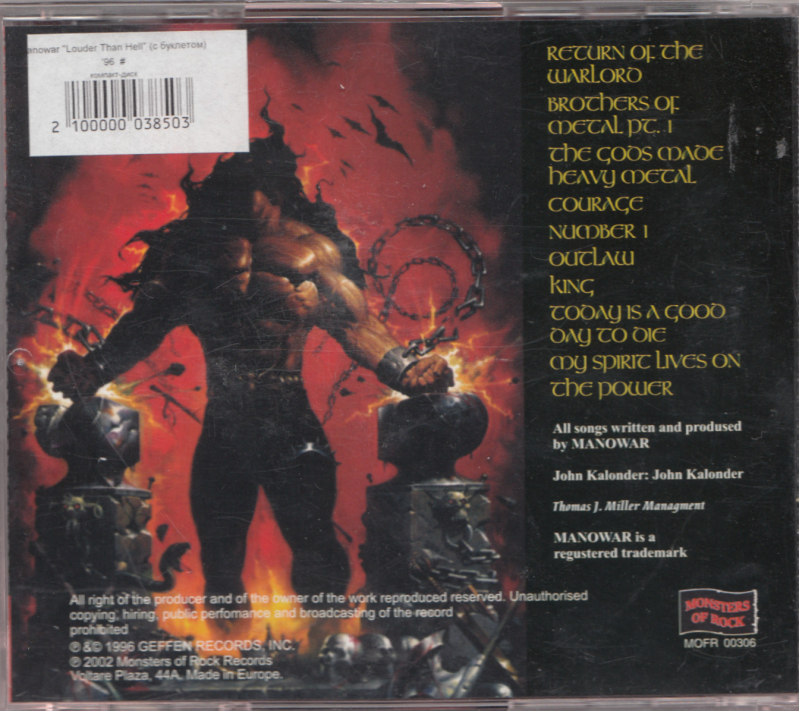 anowar "Louder Than Hell" (с буклетом)
'96 #
компакт-диск
2 100000 038503
RETURN OF THE
WARLORD
BROTHERS OF
METAL PT. 1
THE GODS MADE
HEAVY METAL
COURAGE
NUMBER 1
OUTLAW
KING
TODAY IS A GOOD
DAY TO DIE
MY SPIRIT LIVES ON
THE POWER
All songs written and prodused
by MANOWAR
John Kalonder: John Kalonder
Thomas J. Miller Managment
MANOWAR is a
regustered trademark
All right of the producer and of the owner of the work reproduced reserved. Unauthorised
copying, hiring, public perfomance and broadcasting of the record
prohibited
℗ &© 1996 GEFFEN RECORDS, INC.
℗ 2002 Monsters of Rock Records
Voltare Plaza, 44A. Made in Europe.
MONSTERS
OF ROCK
MOFR 00306